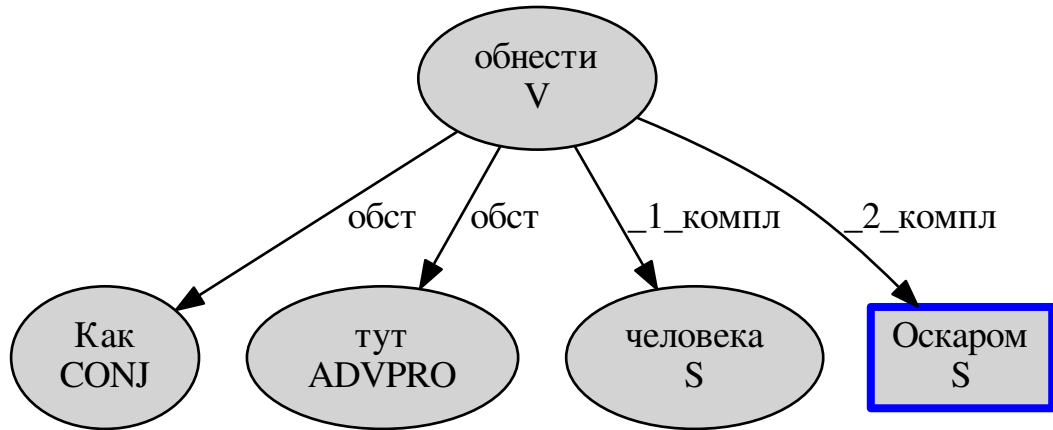 обнести
V
обст
обст
_1_компл
_2_компл
Как
CONJ
тут
ADVPRO
человека
S
Оскаром
S